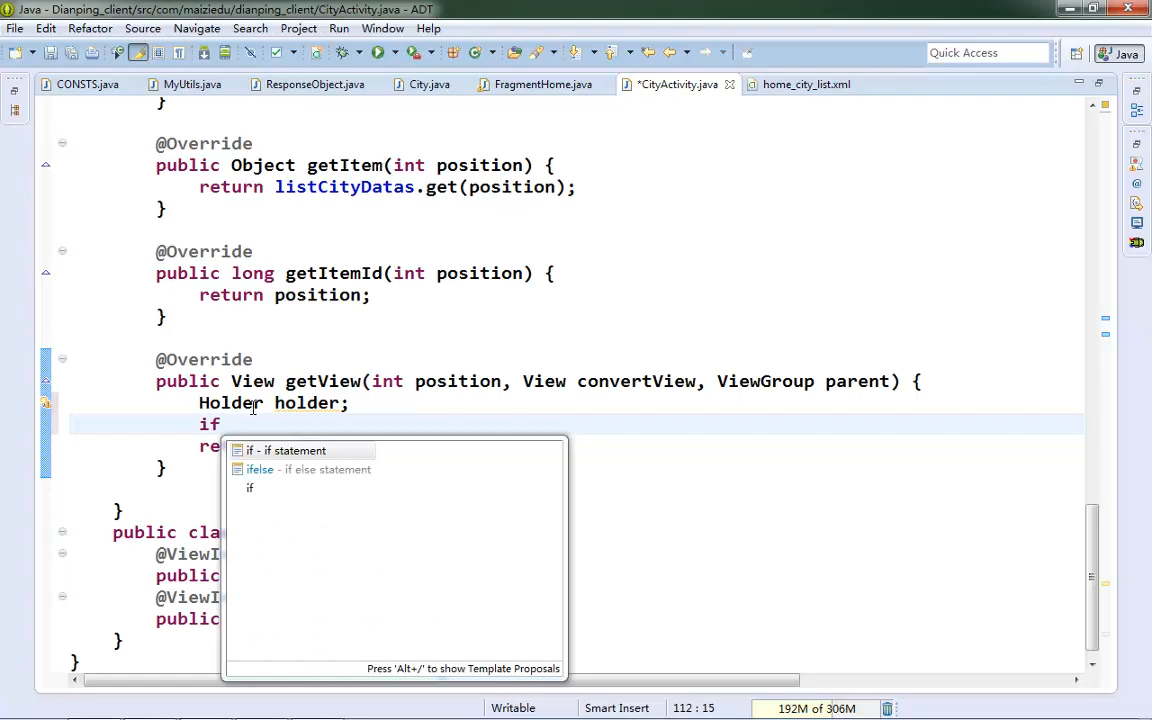 Java - Dianping_client/src/com/maiziedu/dianping_client/CityActivity.java - ADT
File Edit Refactor Source Navigate Search Project Run Window Help
Quick Access
Java
CONSTS.java MyUtils.java ResponseObject.java City.java FragmentHome.java *CityActivity.java home_city_list.xml
}
@Override
public Object getItem(int position) {
return listCityDatas.get(position);
}
@Override
public long getItemId(int position) {
return position;
}
@Override
public View getView(int position, View convertView, ViewGroup parent) {
Holder holder;
if
re
if - if statement
ifelse - if else statement
if
Press 'Alt+/' to show Template Proposals
}
}
public cla
@ViewI
public
@ViewI
public
}
}
Writable Smart Insert 112 : 15 192M of 306M